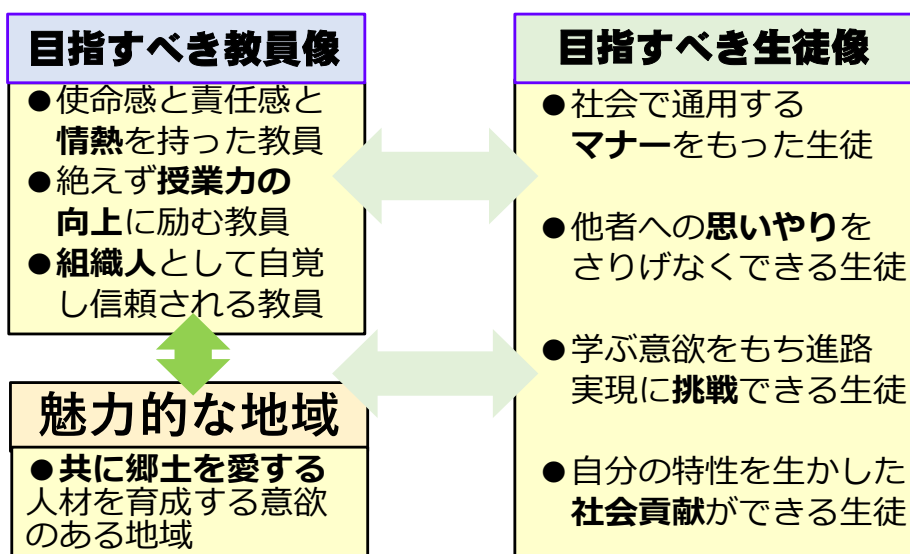 目指すべき教員像
●使命感と責任感と
情熱を持った教員
●絶えず授業力の
向上に励む教員
●組織人として自覚
し信頼される教員
魅力的な地域
●共に郷土を愛する
人材を育成する意欲
のある地域
目指すべき生徒像
●社会で通用する
マナーをもった生徒
●他者への思いやりを
さりげなくできる生徒
●学ぶ意欲をもち進路
実現に挑戦できる生徒
●自分の特性を生かした
社会貢献ができる生徒